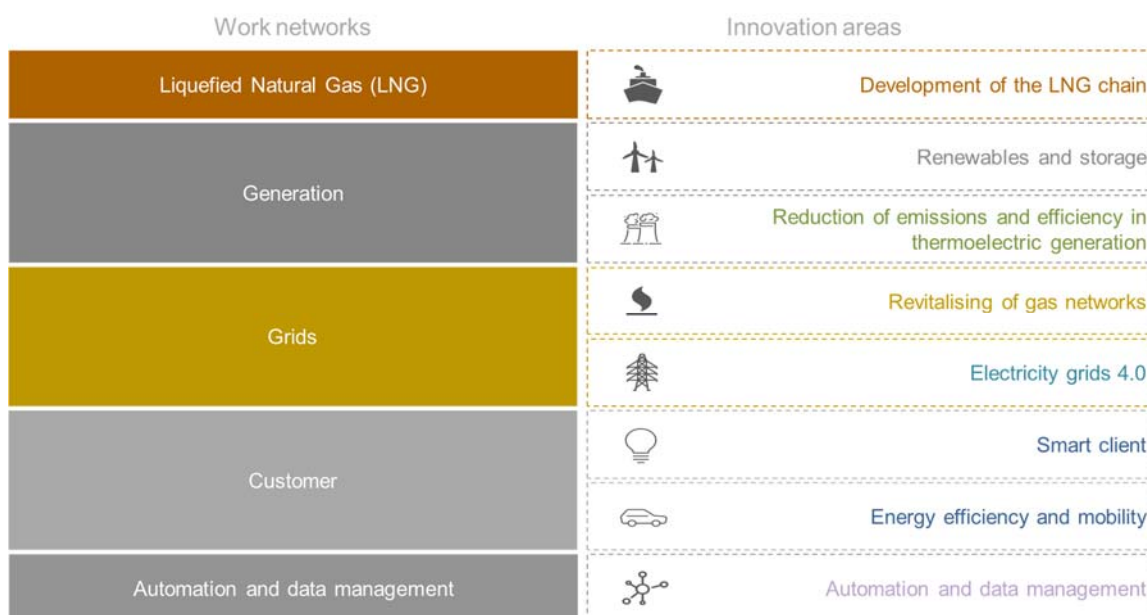 Work networks
Innovation areas
Liquefied Natural Gas (LNG)
Development of the LNG chain
Generation
Renewables and storage
Reduction of emissions and efficiency in
thermoelectric generation
Grids
Revitalising of gas networks
Electricity grids 4.0
Customer
Smart client
Energy efficiency and mobility
Automation and data management
Automation and data management